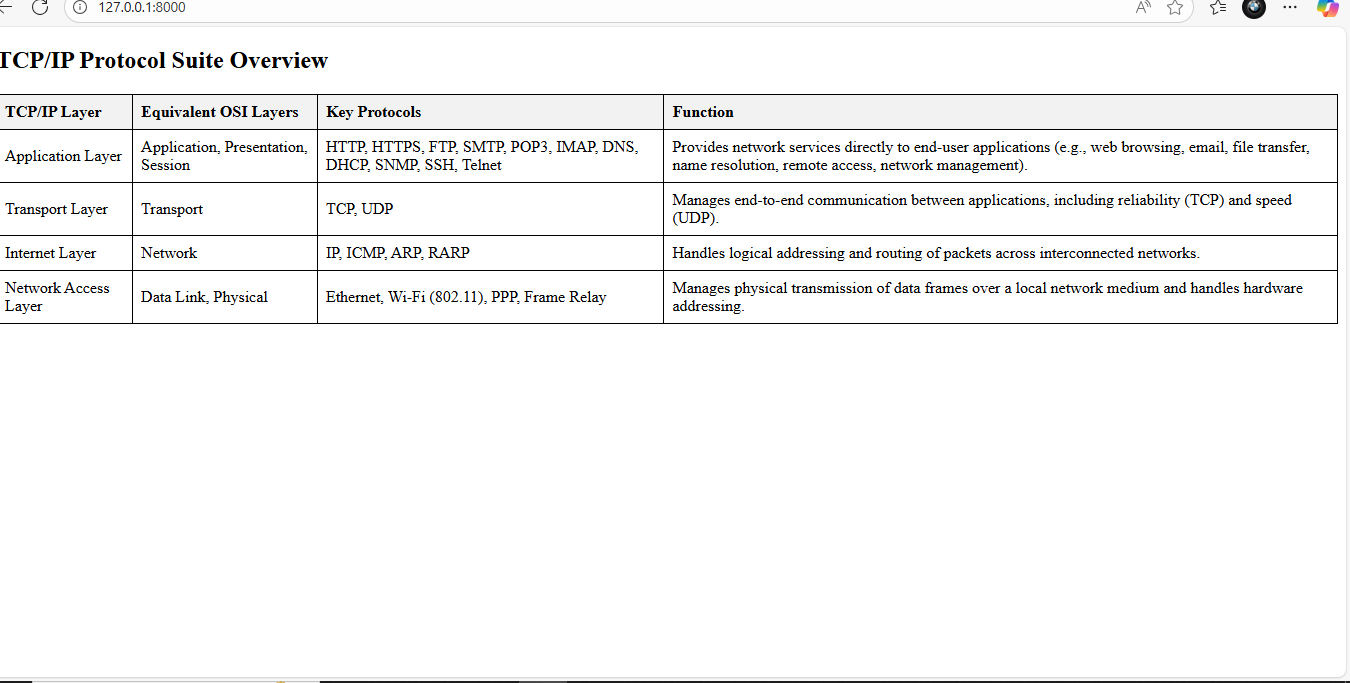 127.0.0.1:8000
TCP/IP Protocol Suite Overview
TCP/IP Layer
Equivalent OSI Layers
Key Protocols
Function
Application Layer
Application, Presentation,
Session
HTTP, HTTPS, FTP, SMTP, POP3, IMAP, DNS,
DHCP, SNMP, SSH, Telnet
Provides network services directly to end-user applications (e.g., web browsing, email, file transfer,
name resolution, remote access, network management).
Transport Layer
Transport
TCP, UDP
Manages end-to-end communication between applications, including reliability (TCP) and speed
(UDP).
Internet Layer
Network
IP, ICMP, ARP, RARP
Handles logical addressing and routing of packets across interconnected networks.
Network Access
Layer
Data Link, Physical
Ethernet, Wi-Fi (802.11), PPP, Frame Relay
Manages physical transmission of data frames over a local network medium and handles hardware
addressing.